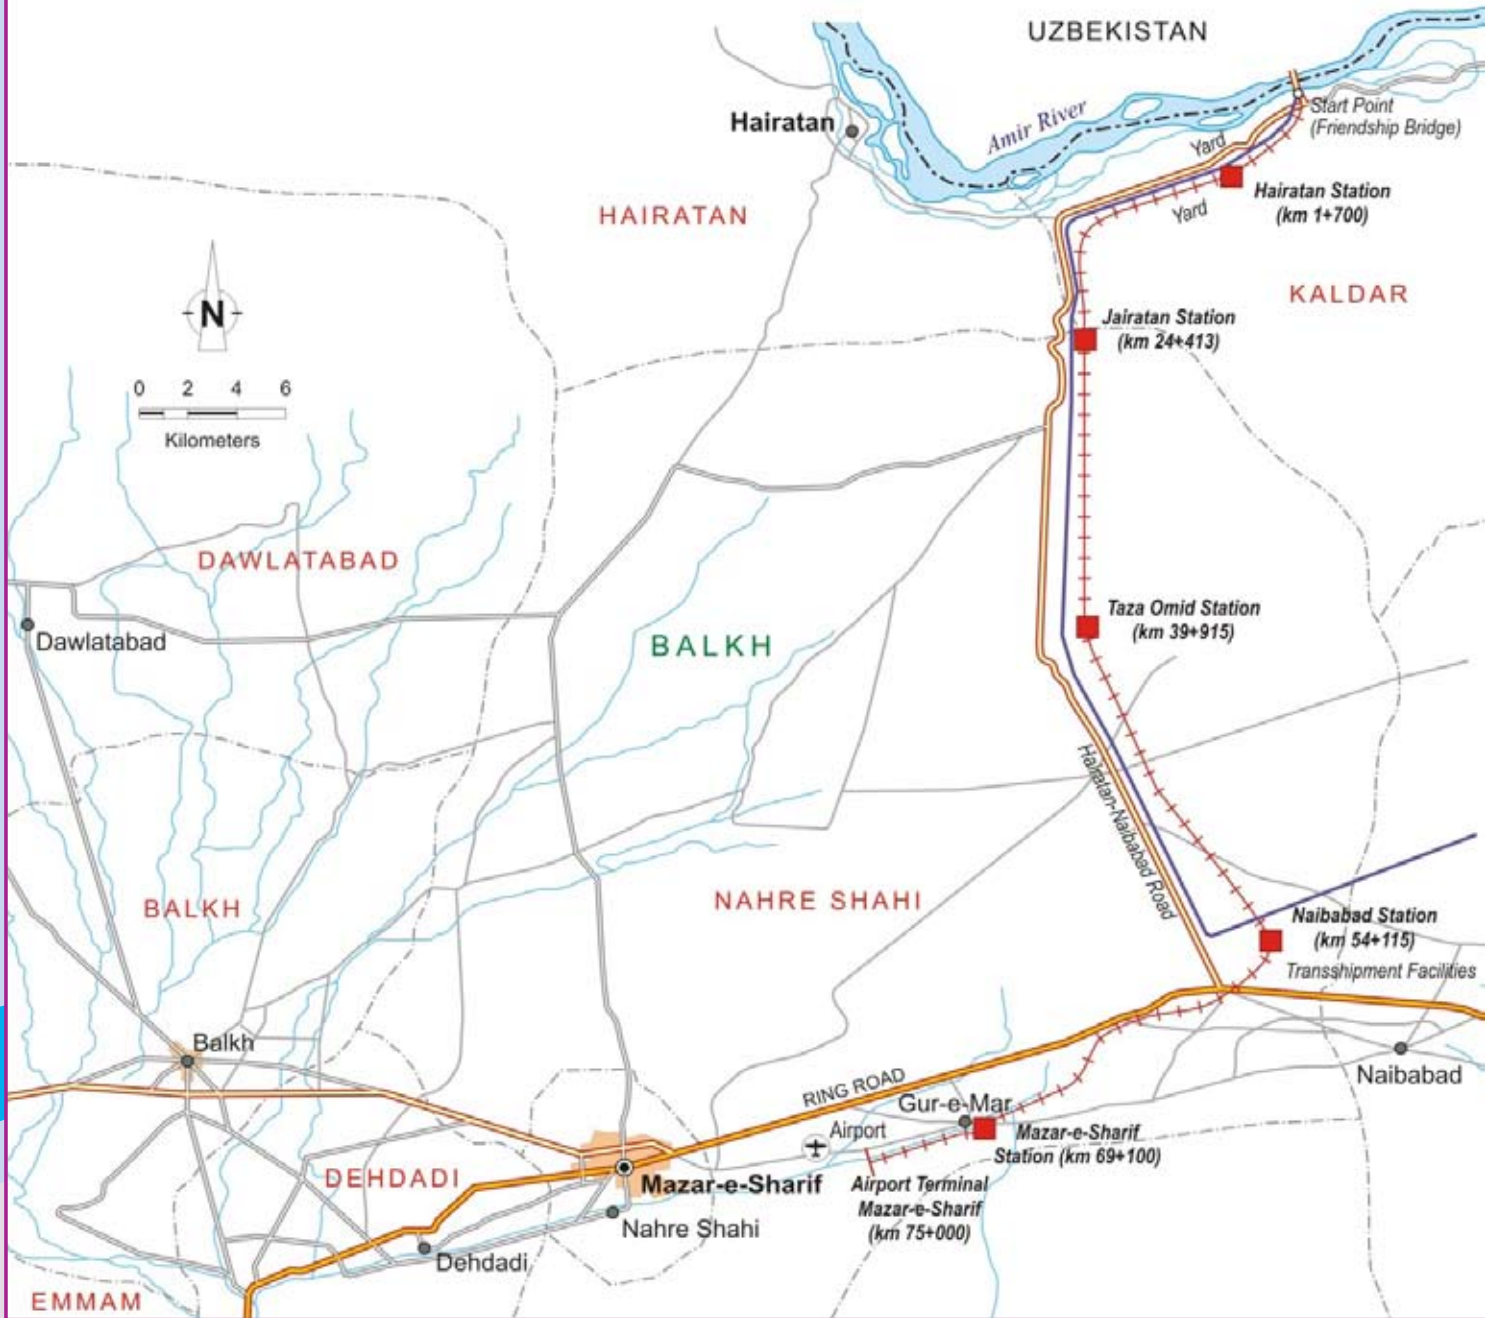 UZBEKISTAN
Start Point
(Friendship Bridge)
Amir River
Hairatan
Yard
Hairatan Station
(km 1+700)
Yard
HAIRATAN
KALDAR
N
Jairatan Station
(km 24+413)
0 2 4 6
Kilometers
DAWLATABAD
Taza Omid Station
(km 39+915)
Dawlatabad
BALKH
Hairatan-Naibabad Road
BALKH
NAHRE SHAHI
Naibabad Station
(km 54+115)
Transshipment Facilities
Balkh
RING ROAD
Naibabad
Gur-e-Mar
Airport
Mazar-e-Sharif
Station (km 69+100)
DEHDADI
Mazar-e-Sharif
Airport Terminal
Mazar-e-Sharif
(km 75+000)
Nahre Shahi
Dehdadi
EMMAM